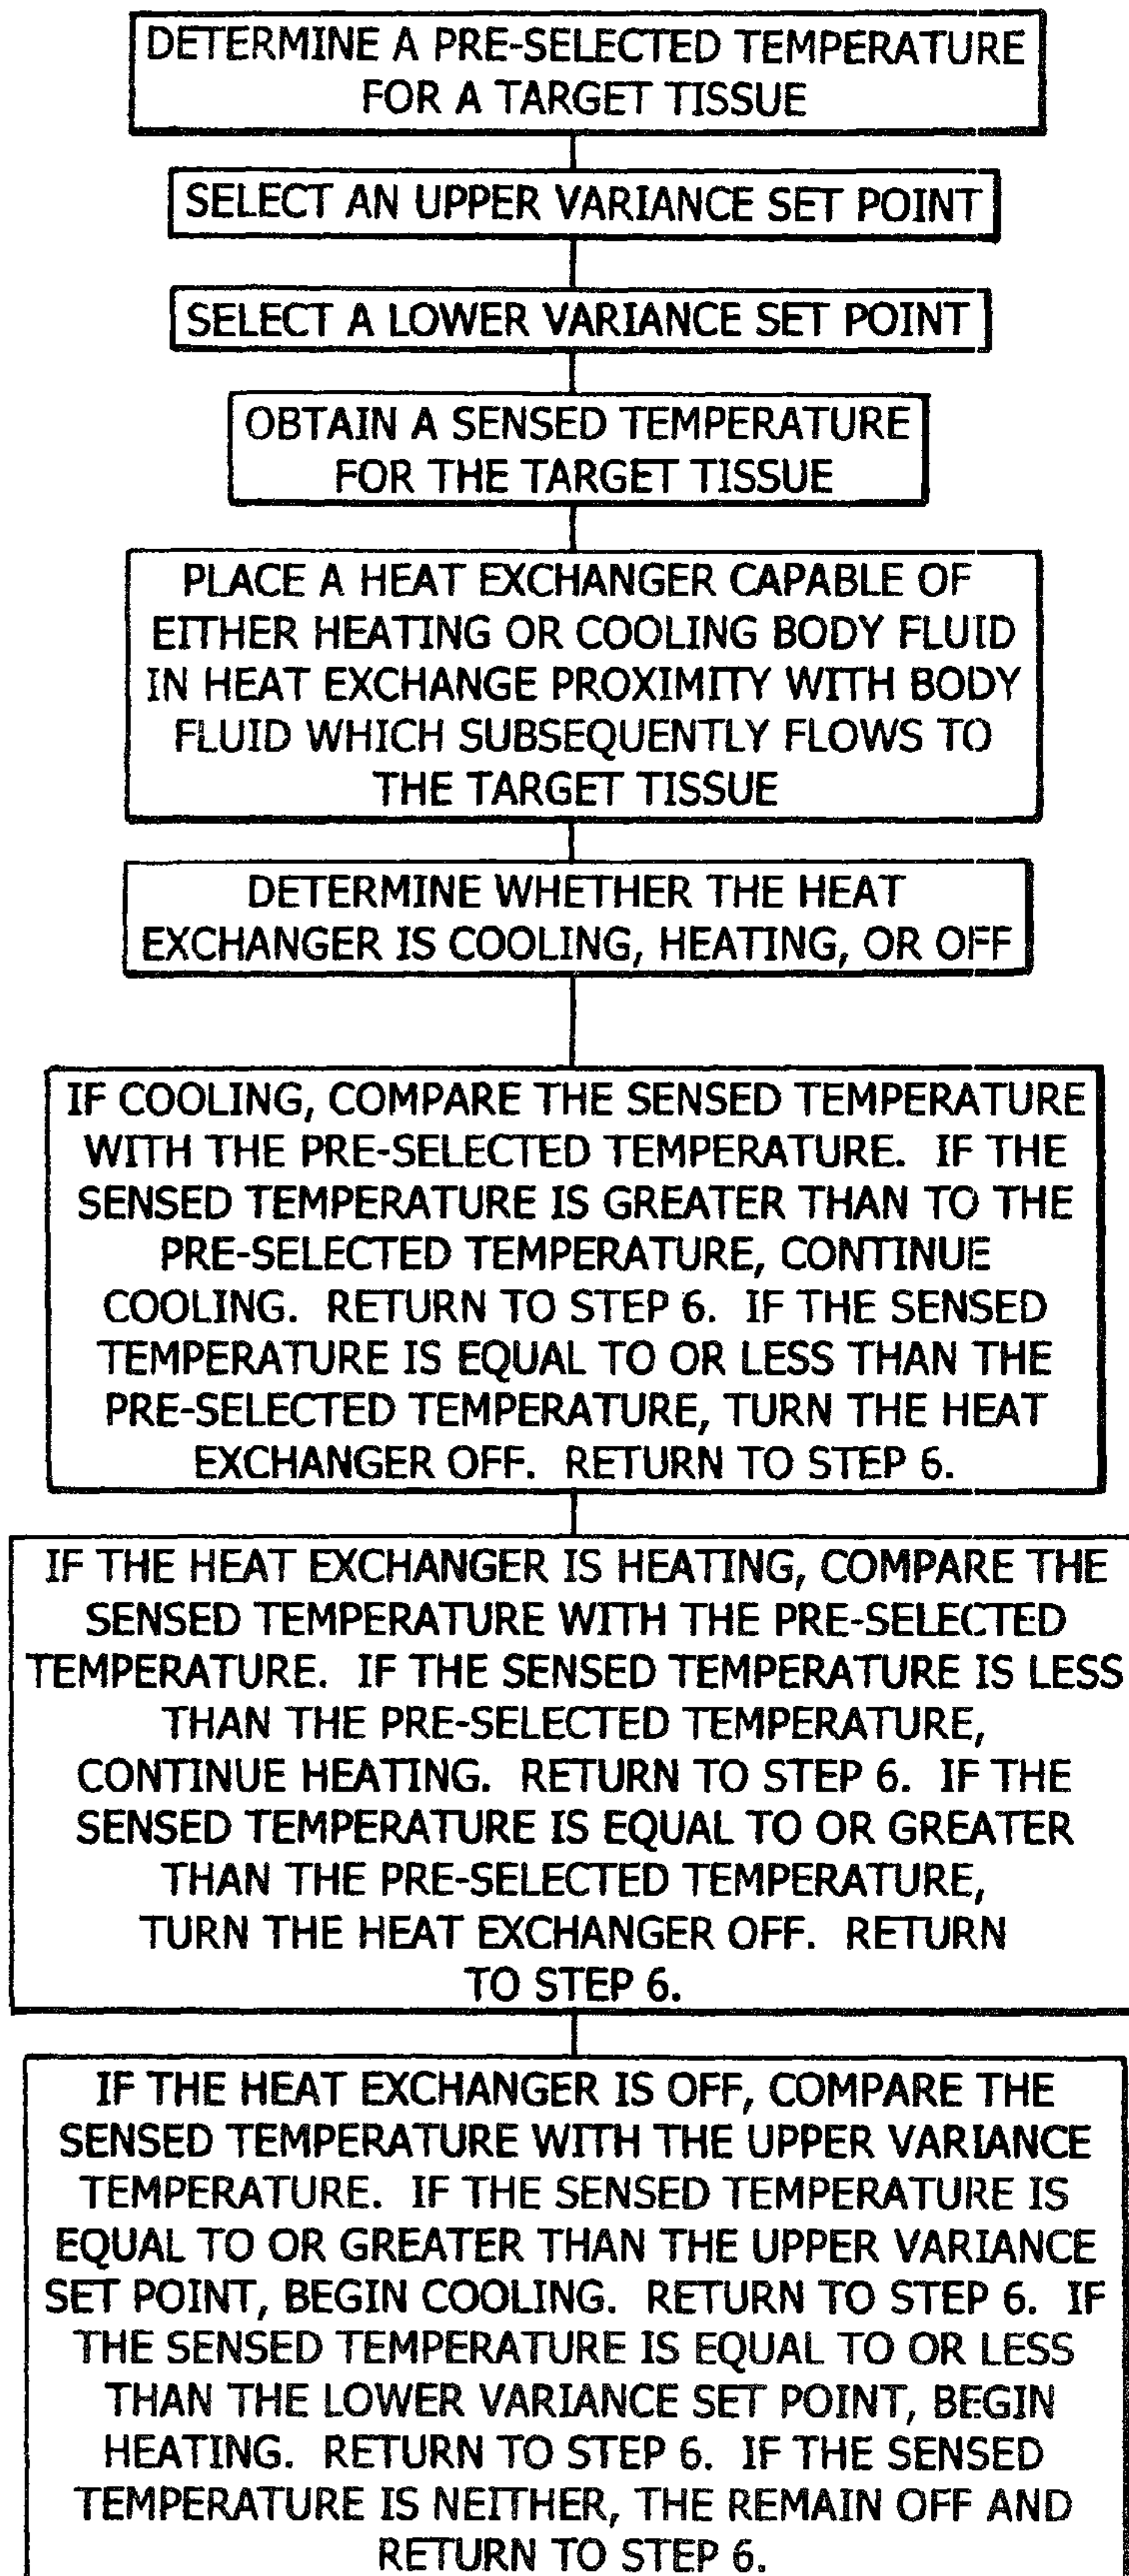 DETERMINE A PRE-SELECTED TEMPERATURE
FOR A TARGET TISSUE
SELECT AN UPPER VARIANCE SET POINT
SELECT A LOWER VARIANCE SET POINT
OBTAIN A SENSED TEMPERATURE
FOR THE TARGET TISSUE
PLACE A HEAT EXCHANGER CAPABLE OF
EITHER HEATING OR COOLING BODY FLUID
IN HEAT EXCHANGE PROXIMITY WITH BODY
FLUID WHICH SUBSEQUENTLY FLOWS TO
THE TARGET TISSUE
DETERMINE WHETHER THE HEAT
EXCHANGER IS COOLING, HEATING, OR OFF
IF COOLING, COMPARE THE SENSED TEMPERATURE
WITH THE PRE-SELECTED TEMPERATURE. IF THE
SENSED TEMPERATURE IS GREATER THAN TO THE
PRE-SELECTED TEMPERATURE, CONTINUE
COOLING. RETURN TO STEP 6. IF THE SENSED
TEMPERATURE IS EQUAL TO OR LESS THAN THE
PRE-SELECTED TEMPERATURE, TURN THE HEAT
EXCHANGER OFF. RETURN TO STEP 6.
IF THE HEAT EXCHANGER IS HEATING, COMPARE THE
SENSED TEMPERATURE WITH THE PRE-SELECTED
TEMPERATURE. IF THE SENSED TEMPERATURE IS LESS
THAN THE PRE-SELECTED TEMPERATURE,
CONTINUE HEATING. RETURN TO STEP 6. IF THE
SENSED TEMPERATURE IS EQUAL TO OR GREATER
THAN THE PRE-SELECTED TEMPERATURE,
TURN THE HEAT EXCHANGER OFF. RETURN
TO STEP 6.
IF THE HEAT EXCHANGER IS OFF, COMPARE THE
SENSED TEMPERATURE WITH THE UPPER VARIANCE
TEMPERATURE. IF THE SENSED TEMPERATURE IS
EQUAL TO OR GREATER THAN THE UPPER VARIANCE
SET POINT, BEGIN COOLING. RETURN TO STEP 6. IF
THE SENSED TEMPERATURE IS EQUAL TO OR LESS
THAN THE LOWER VARIANCE SET POINT, BEGIN
HEATING. RETURN TO STEP 6. IF THE SENSED
TEMPERATURE IS NEITHER, THE REMAIN OFF AND
RETURN TO STEP 6.